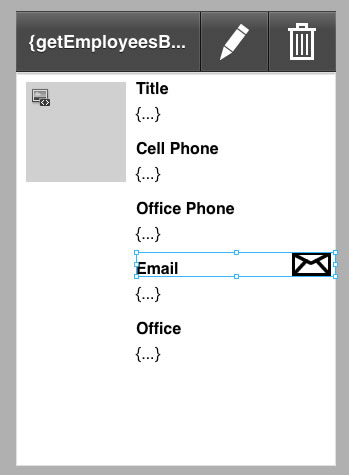 {getEmployeesB...
Title
{...}
Cell Phone
{...}
Office Phone
{...}
Email
{...}
Office
{...}